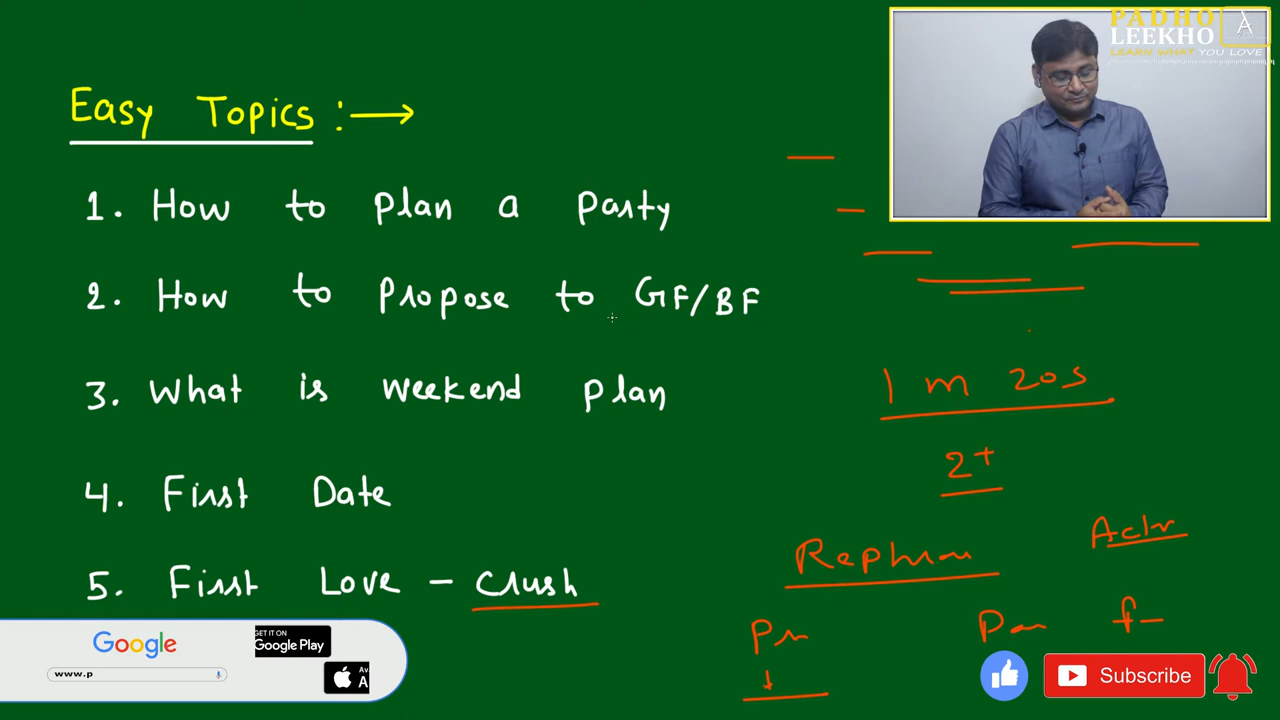 PADHO
LEEKHO
LEARN WHAT YOU LOVE
Easy Topics :→
1. How to plan a party
2. How to Propose to GF/BF
3. What is weekend plan
4. First Date
5. First Love - Crush
1 m 20s
2+
Google
www.p
GET IT ON
Google Play
Av
A
Subscribe